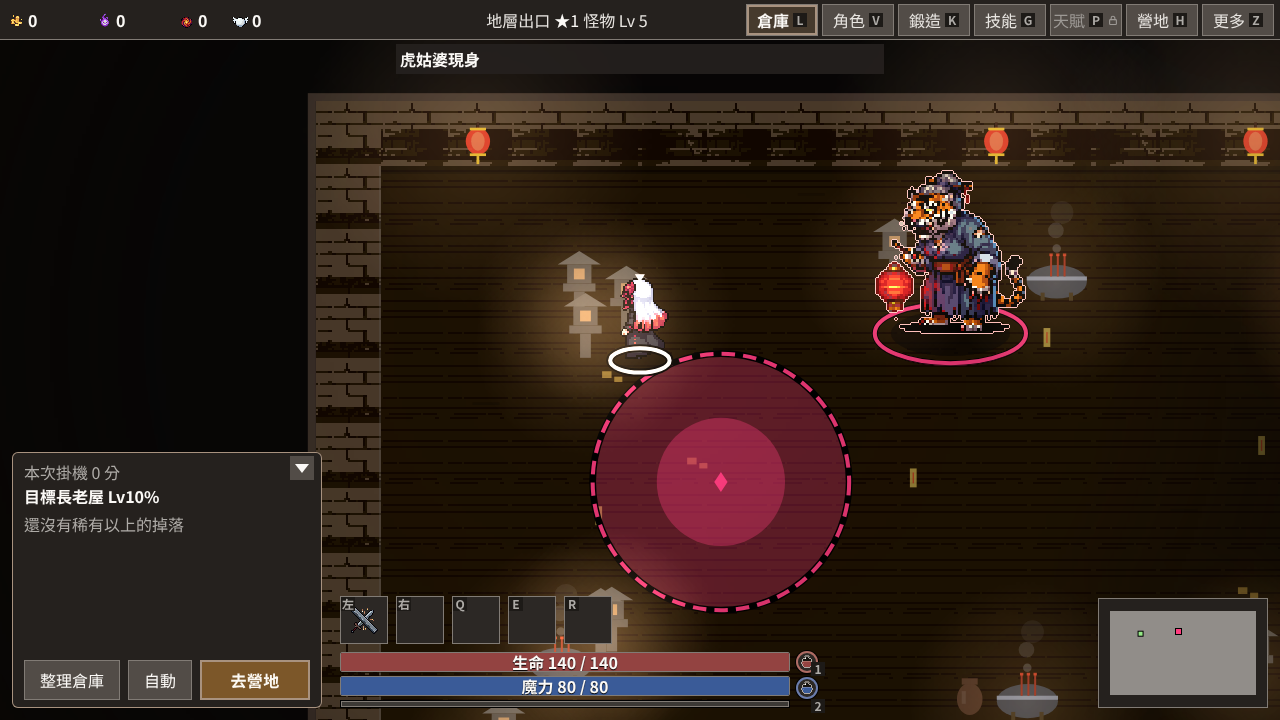 0 0 0 0 地層出口 ★1 怪物 Lv 5 倉庫 L 角色 V 鍛造 K 技能 G 天賦 P 營地 H 更多 Z
虎姑婆現身
本次掛機 0 分
目標長老屋 Lv10%
還沒有稀有以上的掉落
整理倉庫 自動 去營地
左 右 Q E R
生命 140 / 140 1
魔力 80 / 80 2